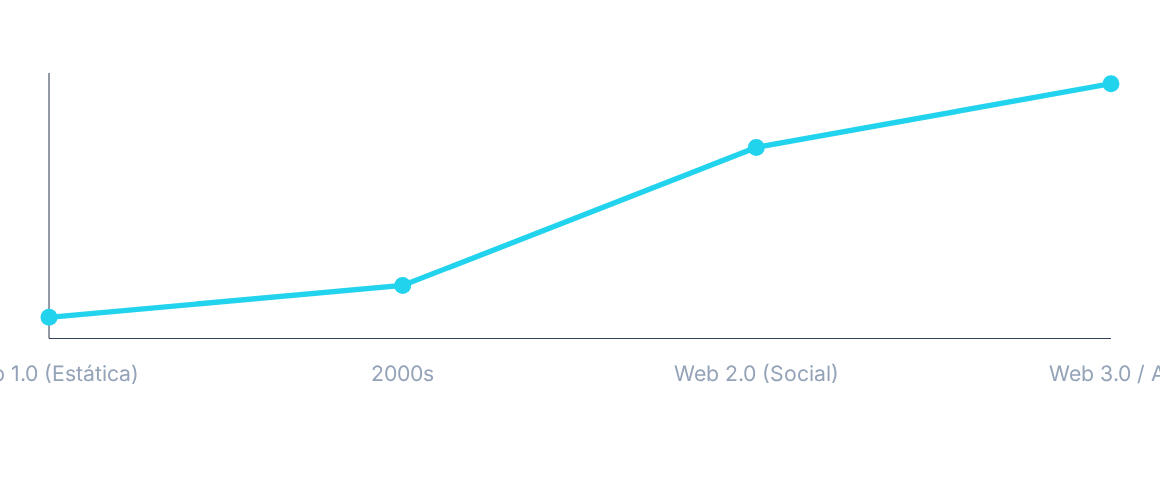 1.0 (Estática)
2000s
Web 2.0 (Social)
Web 3.0 /